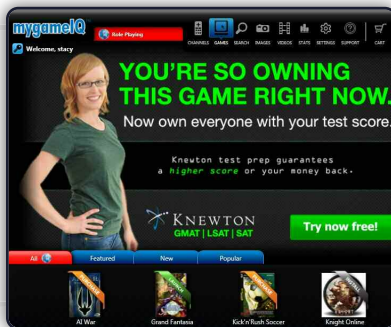 mygameIQ
Role Playing
CHANNELS
GAMES
SEARCH
IMAGES
VIDEOS
STATS
SETTINGS
SUPPORT
CART
Welcome, stacy
YOU'RE SO OWNING
THIS GAME RIGHT NOW.
Now own everyone with your test score.
Knewton test prep guarantees
a higher score or your money back.
KNEWTON
GMAT | LSAT | SAT
Try now free!
All
Featured
New
Popular
AI War
Grand Fantasia
Kick'n'Rush Soccer
Knight Online